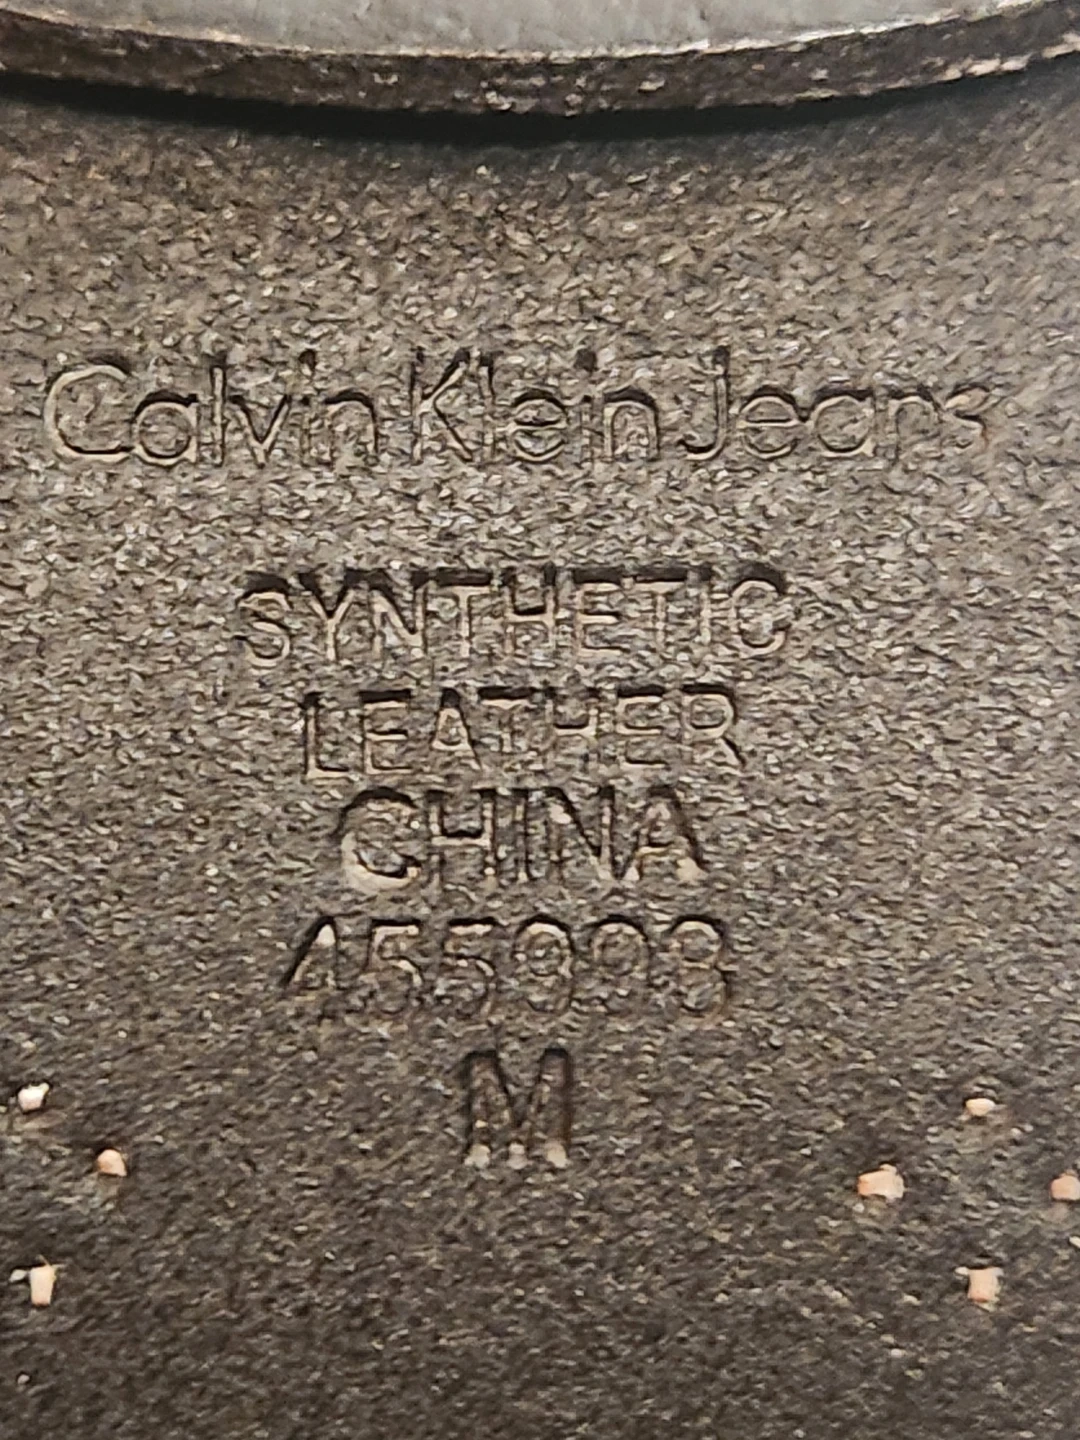 Calvin Klein Jeans
SYNTHETIC
LEATHER
CHINA
455998
M